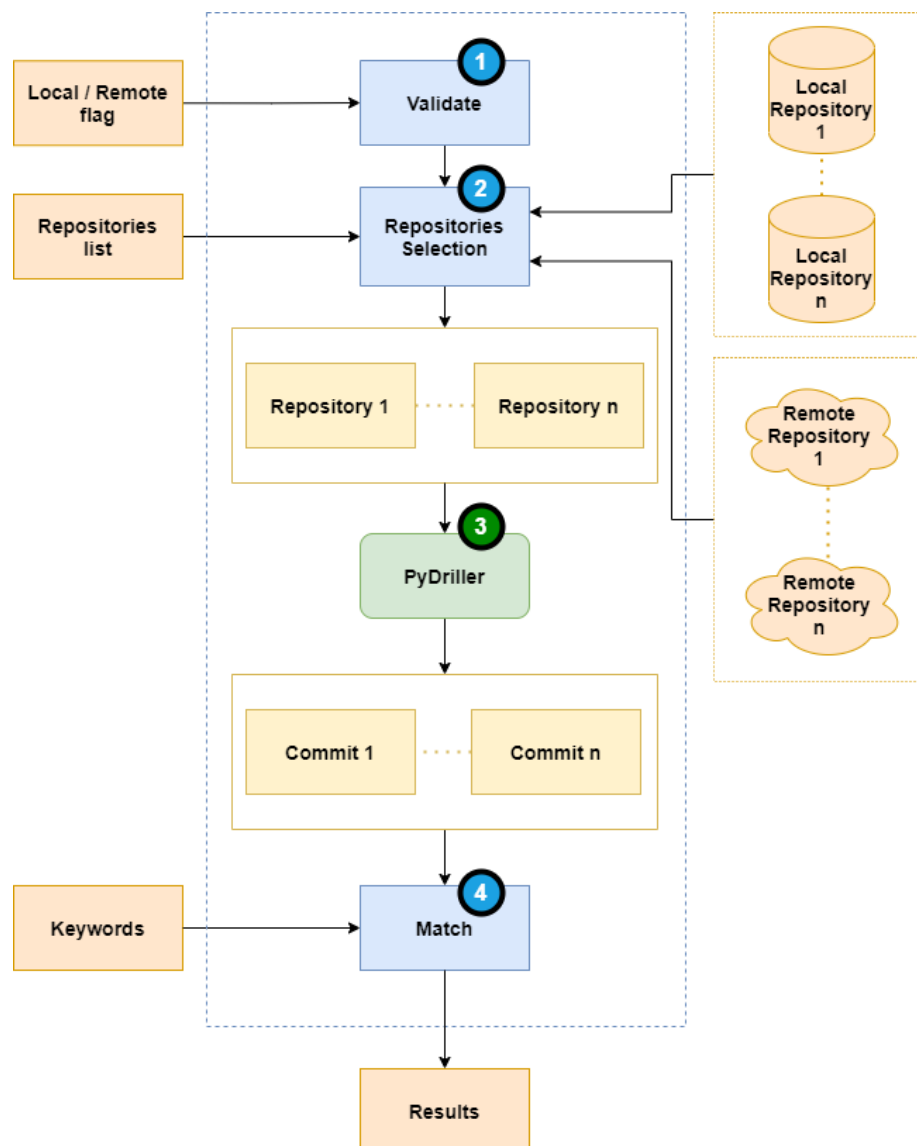 1
Local / Remote
flag
Validate
Local
Repository
1
2
Repositories
list
Repositories
Selection
Local
Repository
n
Repository 1
Repository n
Remote
Repository
1
3
PyDriller
Remote
Repository
n
Commit 1
Commit n
4
Keywords
Match
Results